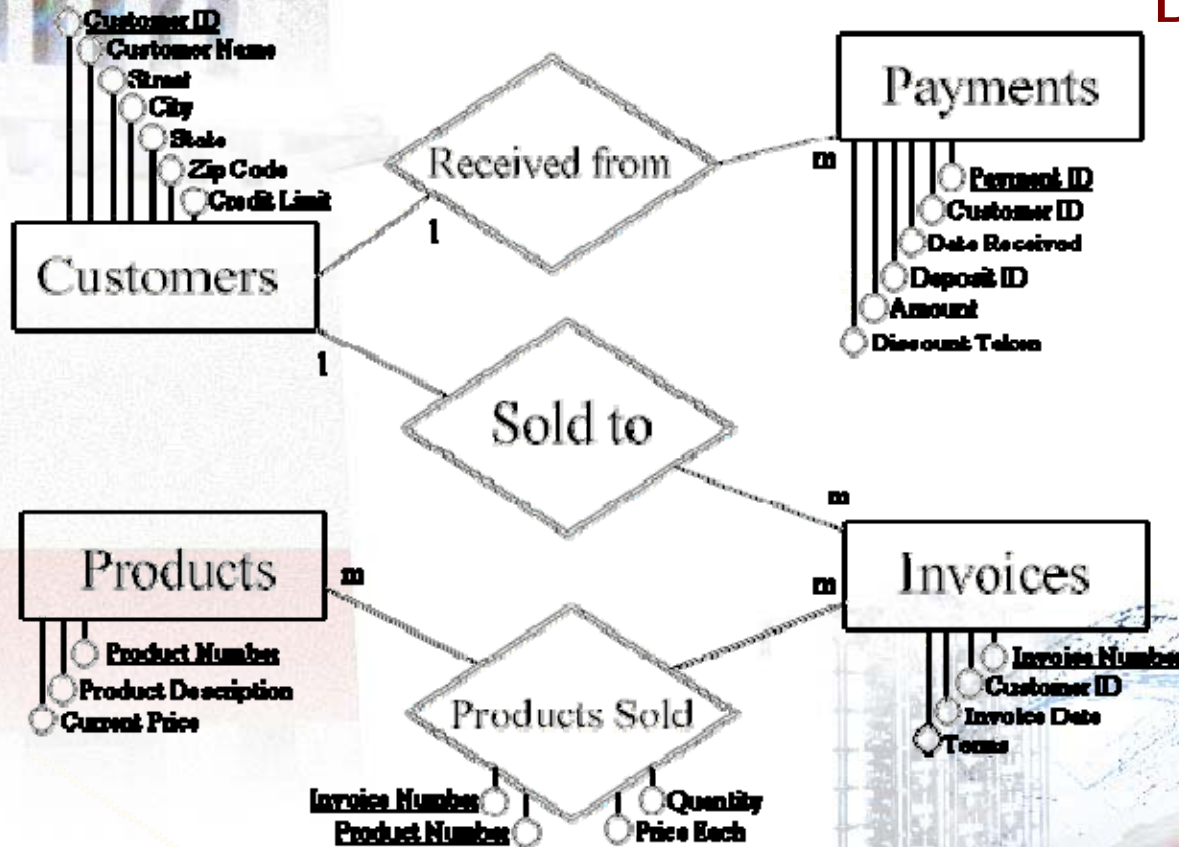 Customer ID
Customer Name
Street
City
State
Zip Code
Credit Limit
Customers
Received from
1
m
Payments
Payment ID
Customer ID
Date Received
Deposit ID
Amount
Discount Taken
1
Sold to
m
Products
m
Product Number
Product Description
Current Price
Products Sold
m
Invoices
Invoice Number
Customer ID
Invoice Date
Terms
Invoice Number
Product Number
Quantity
Price Each